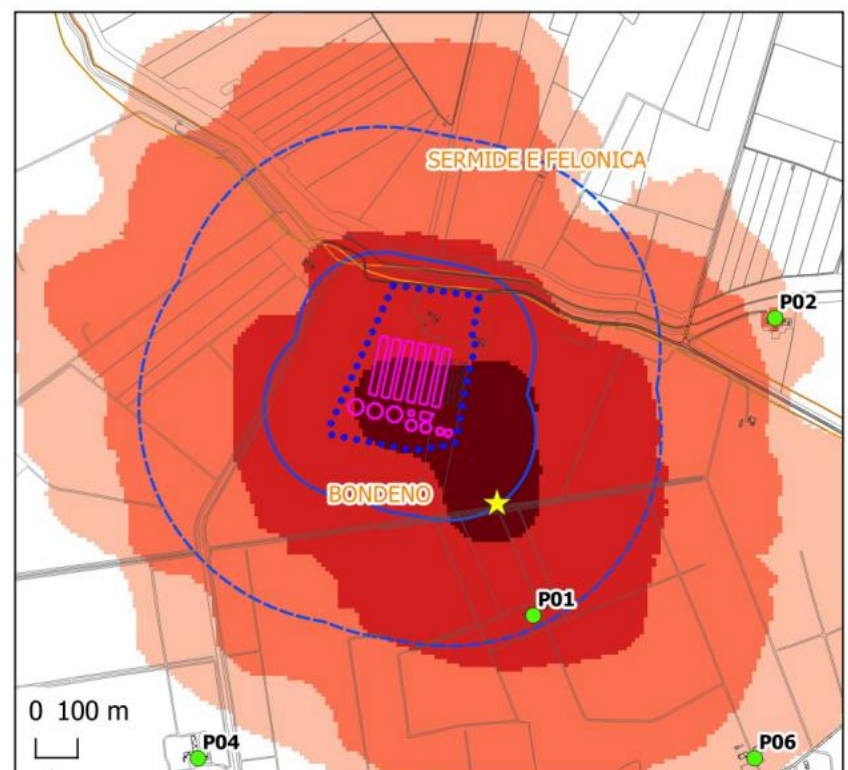 SERMIDE E FELONICA
P02
BONDENO
P01
0 100 m
P04
P06